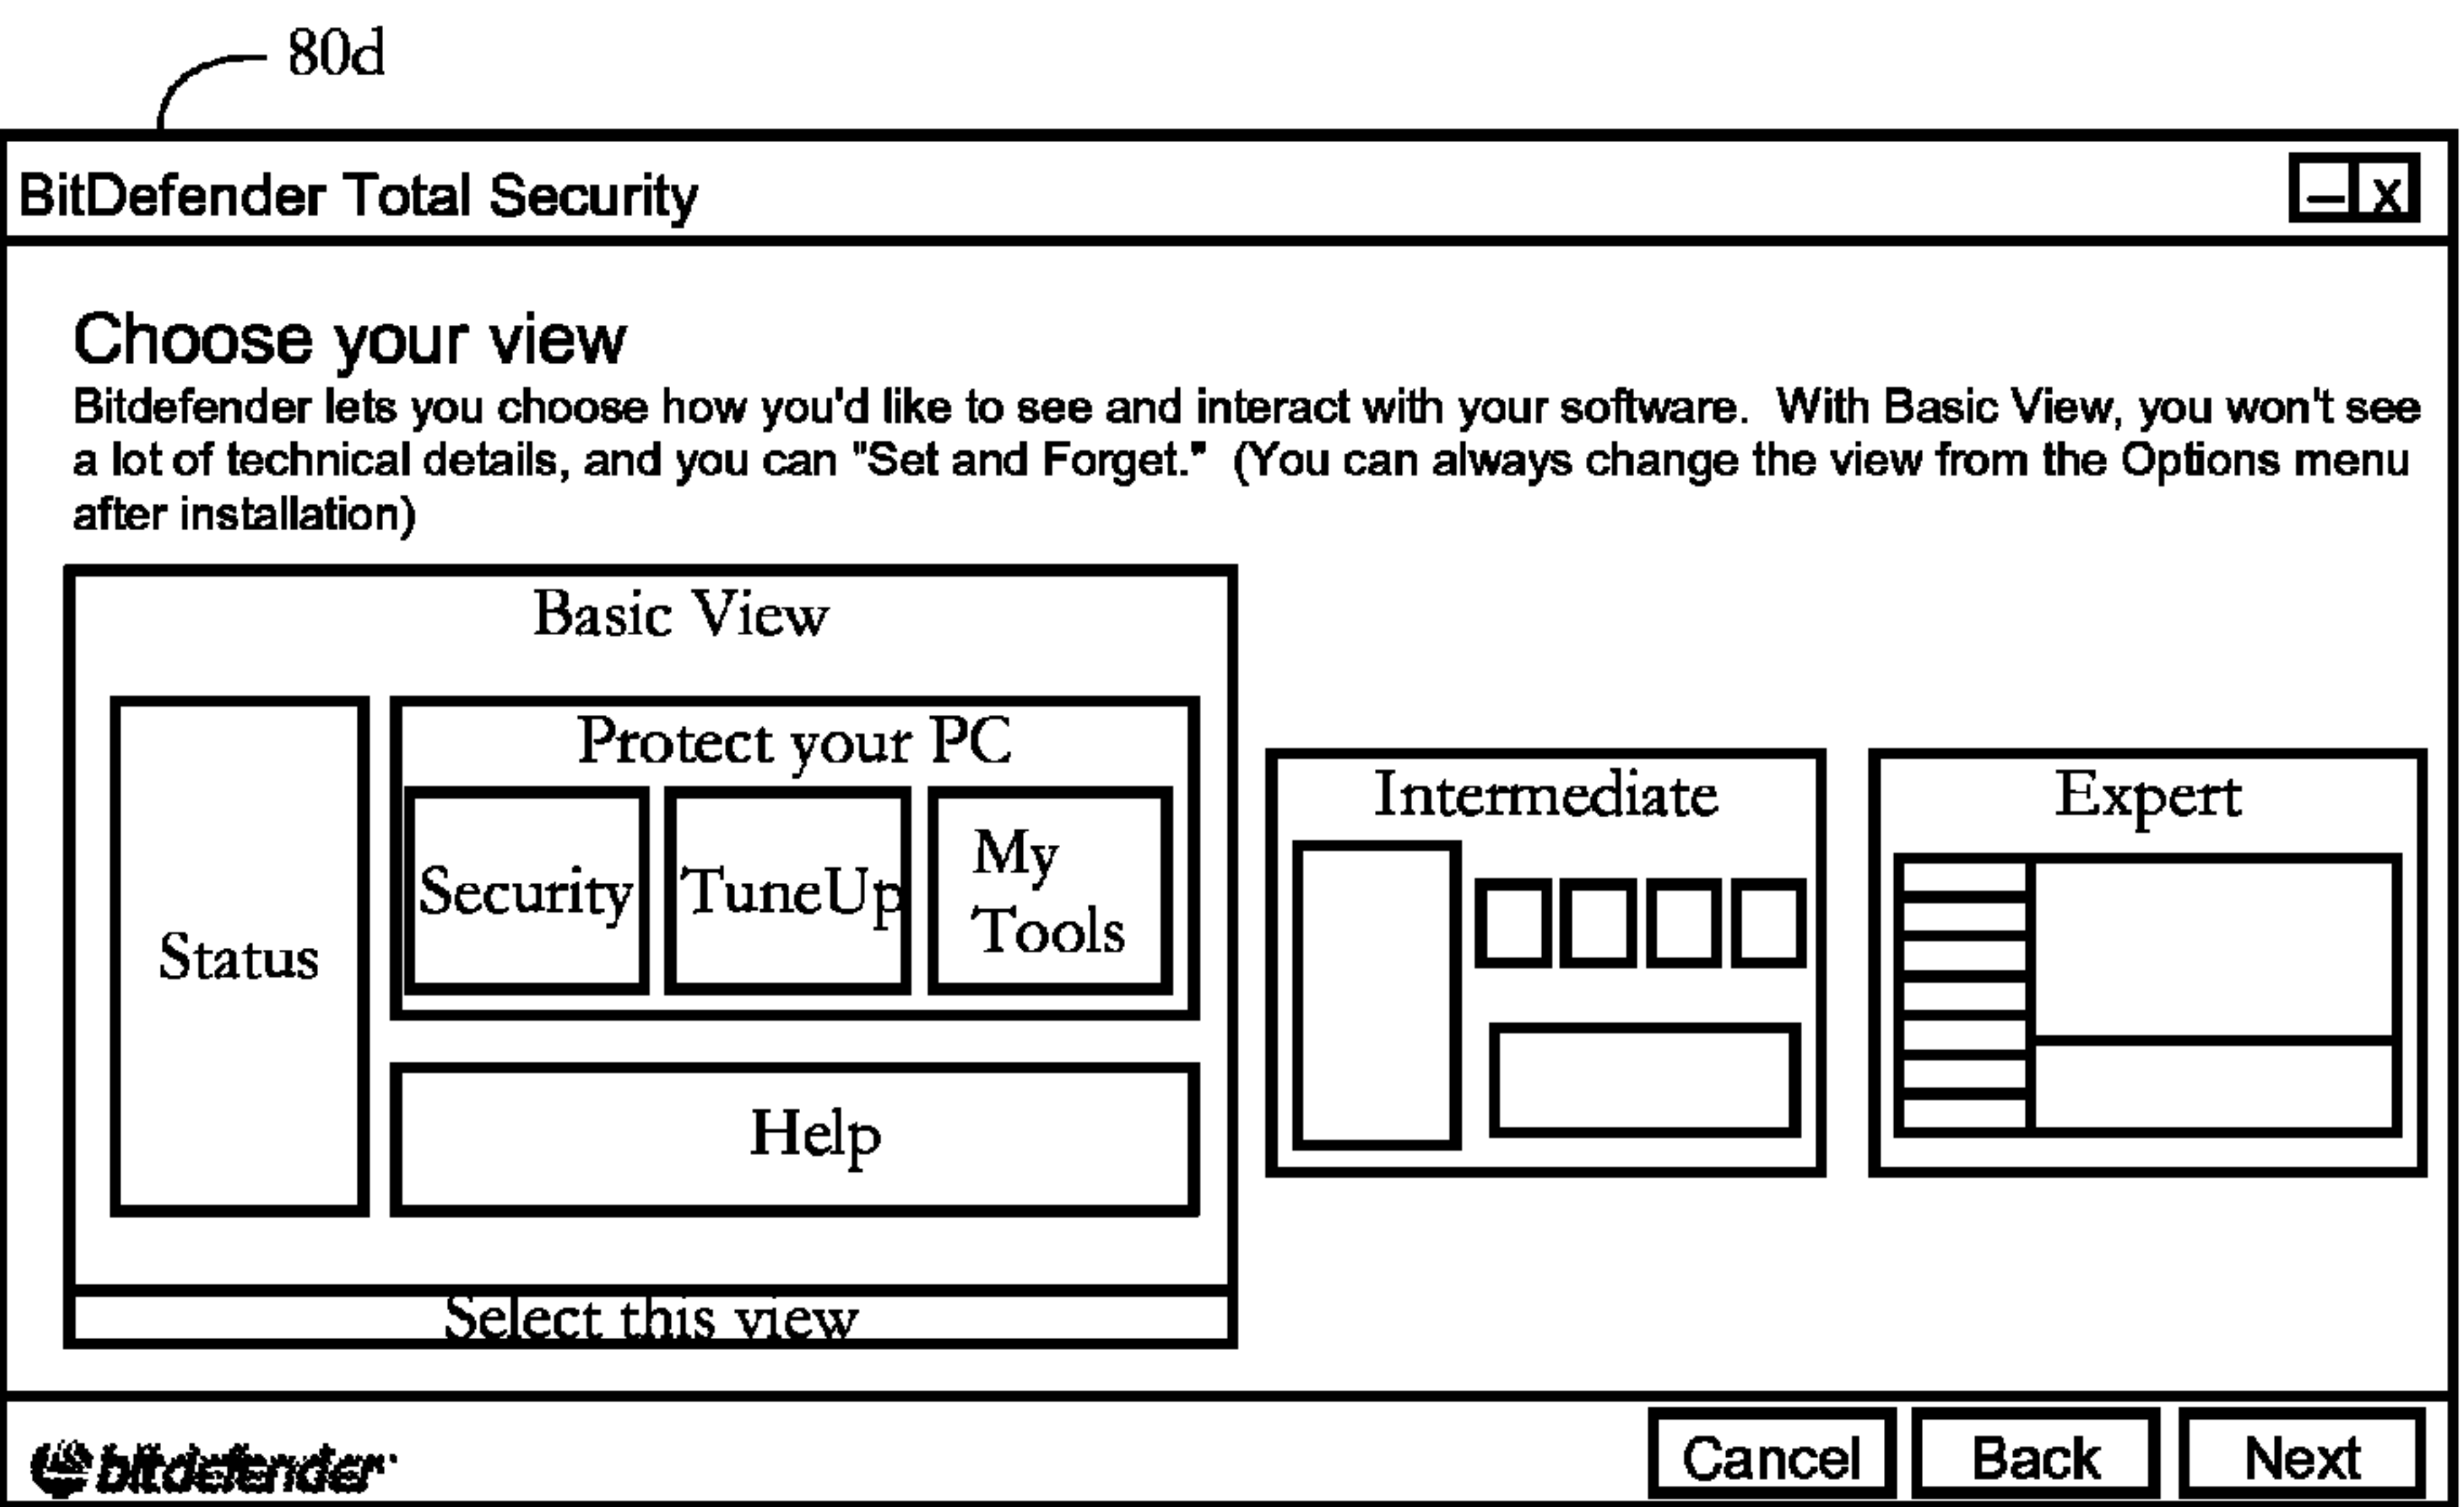 80d
BitDefender Total Security
– X
Choose your view
Bitdefender lets you choose how you'd like to see and interact with your software. With Basic View, you won't see
a lot of technical details, and you can "Set and Forget." (You can always change the view from the Options menu
after installation)
Basic View
Status
Protect your PC
Security
TuneUp
My
Tools
Help
Select this view
Intermediate
Expert
bitdefender
Cancel
Back
Next